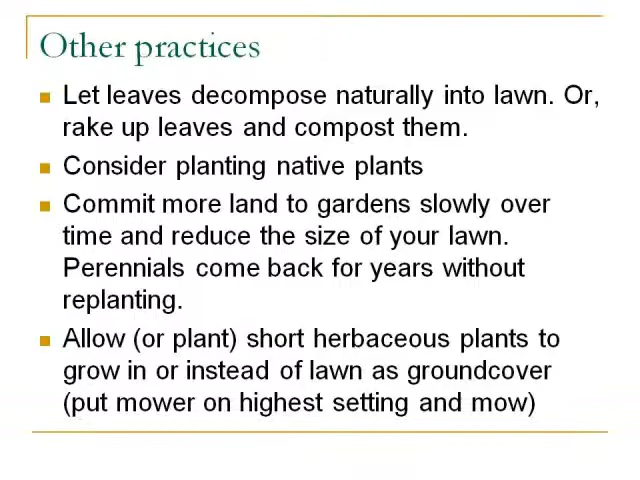 Other practices
Let leaves decompose naturally into lawn. Or,
rake up leaves and compost them.
Consider planting native plants
Commit more land to gardens slowly over
time and reduce the size of your lawn.
Perennials come back for years without
replanting.
Allow (or plant) short herbaceous plants to
grow in or instead of lawn as groundcover
(put mower on highest setting and mow)